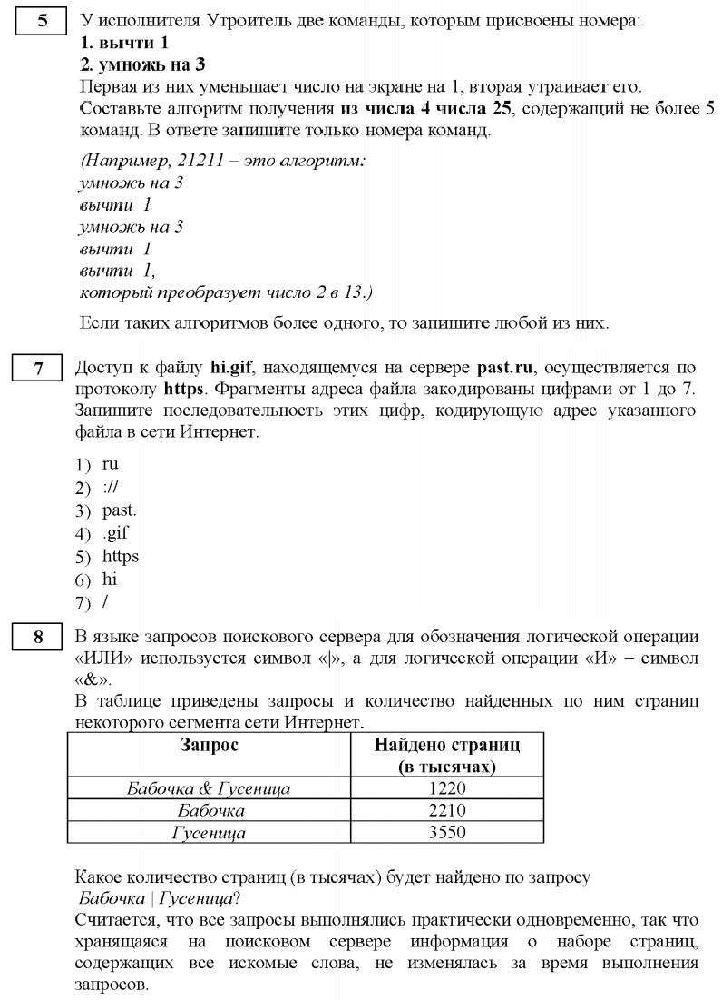 5 У исполнителя Утроитель две команды, которым присвоены номера:
1. вычти 1
2. умножь на 3
Первая из них уменьшает число на экране на 1, вторая утраивает его.
Составьте алгоритм получения из числа 4 числа 25, содержащий не более 5
команд. В ответе запишите только номера команд.
(Например, 21211 – это алгоритм:
умножь на 3
вычти 1
умножь на 3
вычти 1
вычти 1,
который преобразует число 2 в 13.)
Если таких алгоритмов более одного, то запишите любой из них.
7 Доступ к файлу hi.gif, находящемуся на сервере past.ru, осуществляется по
протоколу https. Фрагменты адреса файла закодированы цифрами от 1 до 7.
Запишите последовательность этих цифр, кодирующую адрес указанного
файла в сети Интернет.
1) ru
2) ://
3) past.
4) .gif
5) https
6) hi
7) /
8 В языке запросов поискового сервера для обозначения логической операции
«ИЛИ» используется символ «|», а для логической операции «И» – символ
«&».
В таблице приведены запросы и количество найденных по ним страниц
некоторого сегмента сети Интернет.
Запрос Найдено страниц
(в тысячах)
Бабочка & Гусеница 1220
Бабочка 2210
Гусеница 3550
Какое количество страниц (в тысячах) будет найдено по запросу
Бабочка | Гусеница?
Считается, что все запросы выполнялись практически одновременно, так что
хранящаяся на поисковом сервере информация о наборе страниц,
содержащих все искомые слова, не изменялась за время выполнения
запросов.